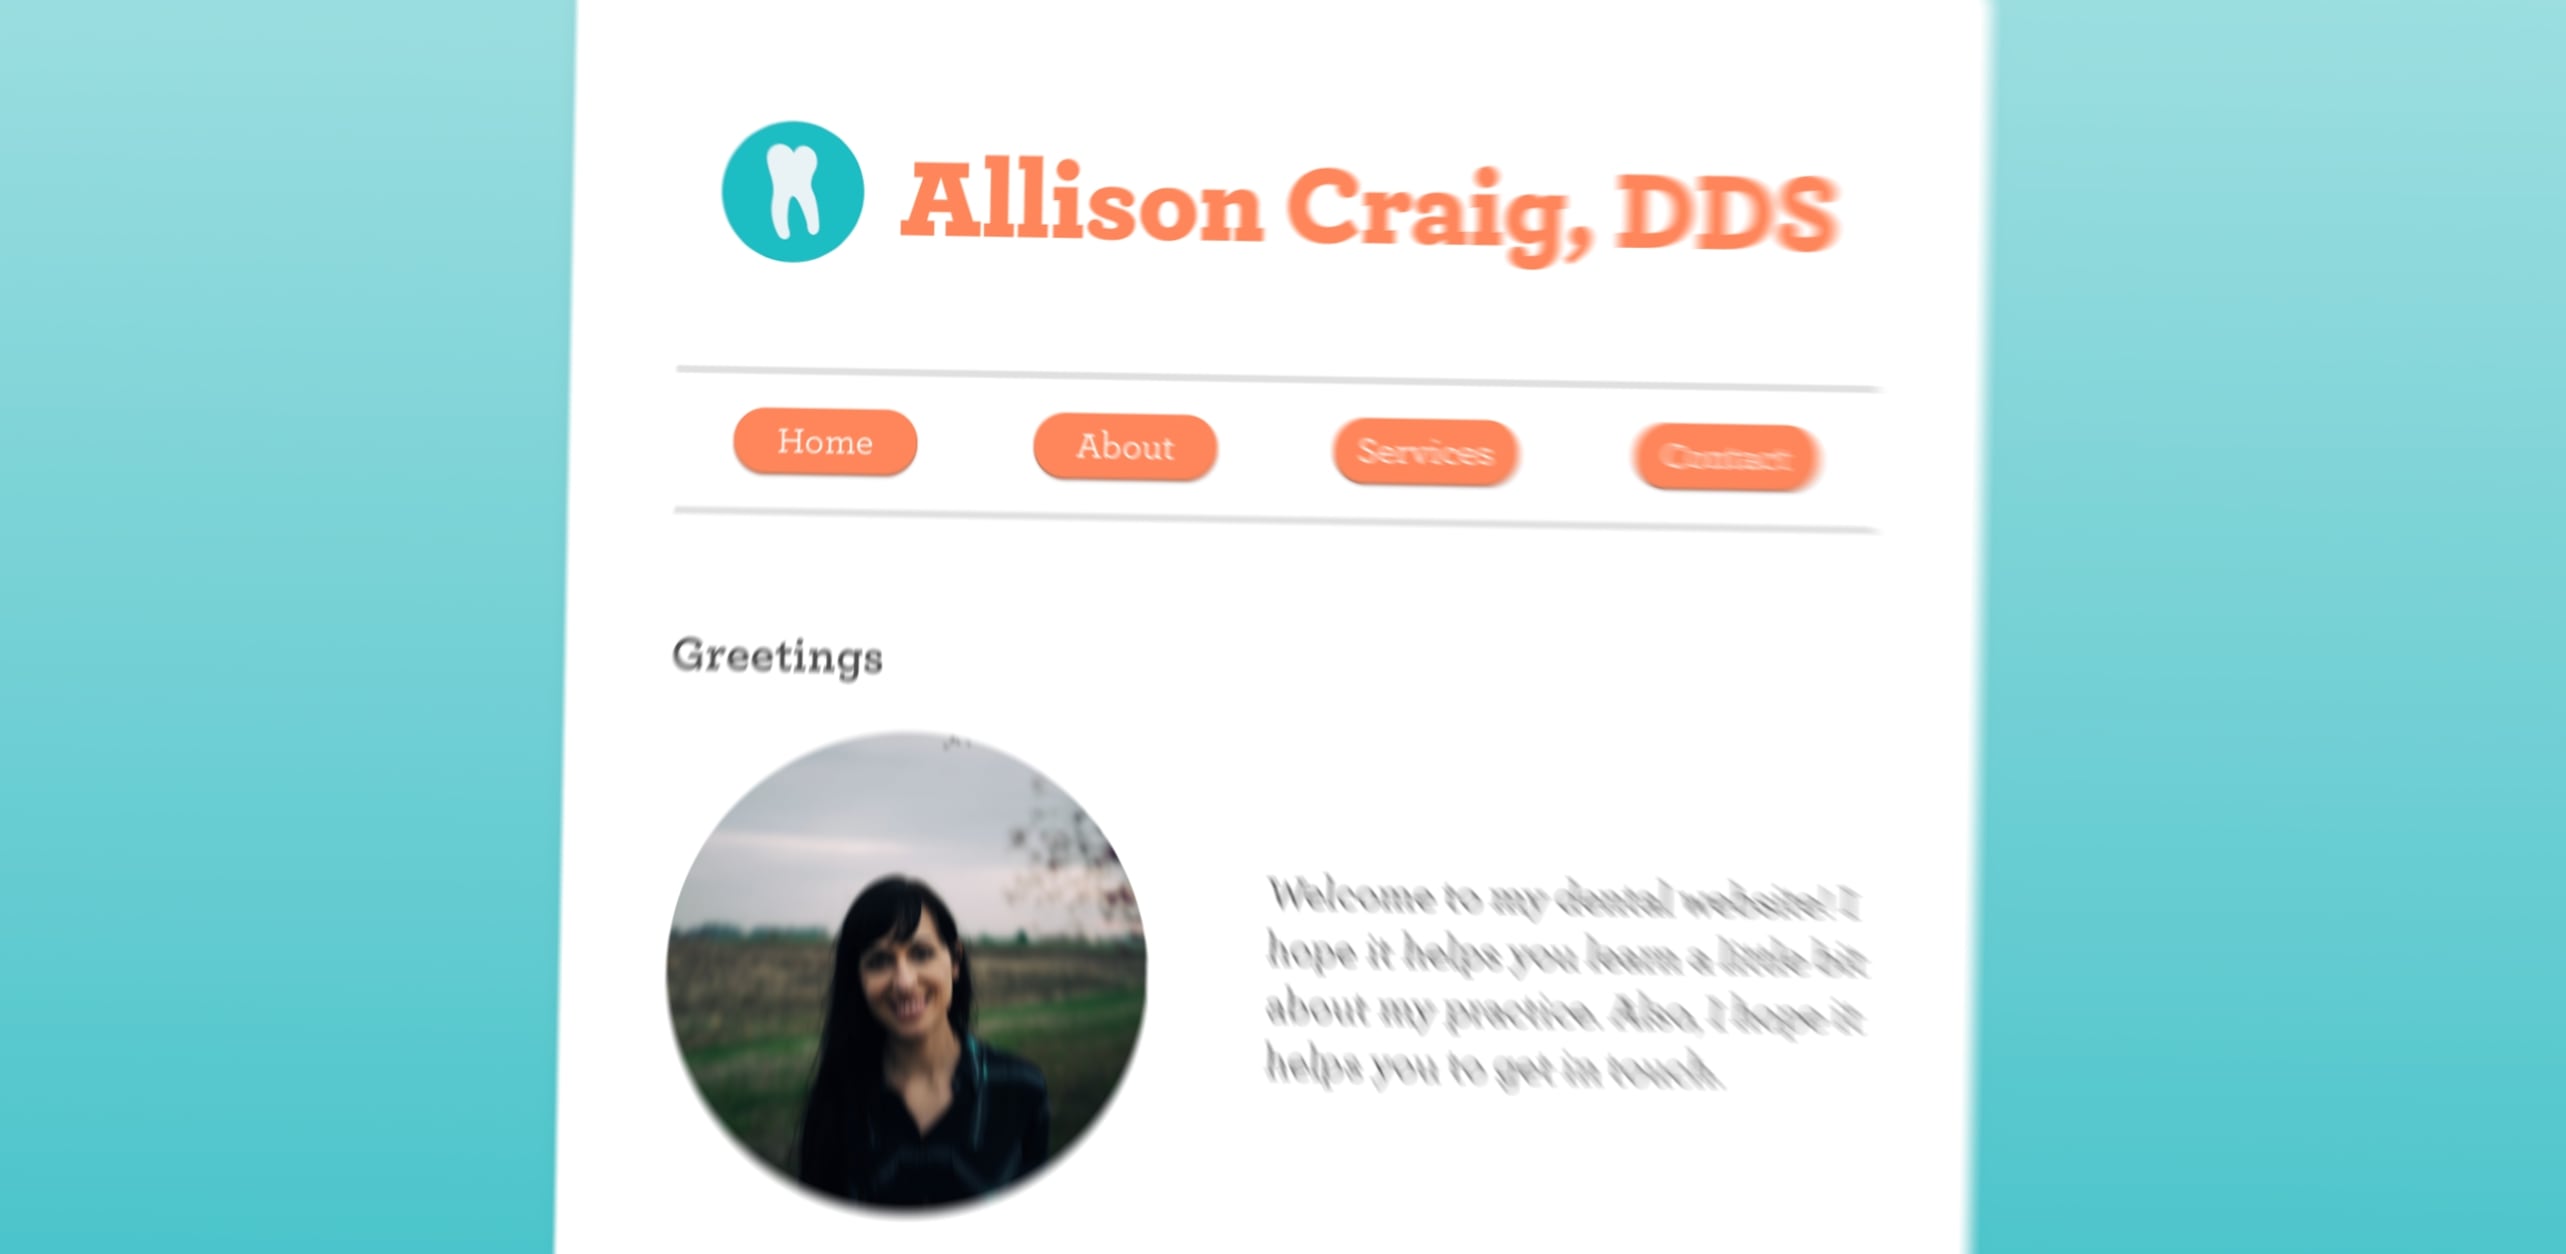 Allison Craig, DDS
Home About Services Contact
Greetings
Welcome to my dental website! I
hope it helps you learn a little bit
about my practice. Also, I hope it
helps you to get in touch.